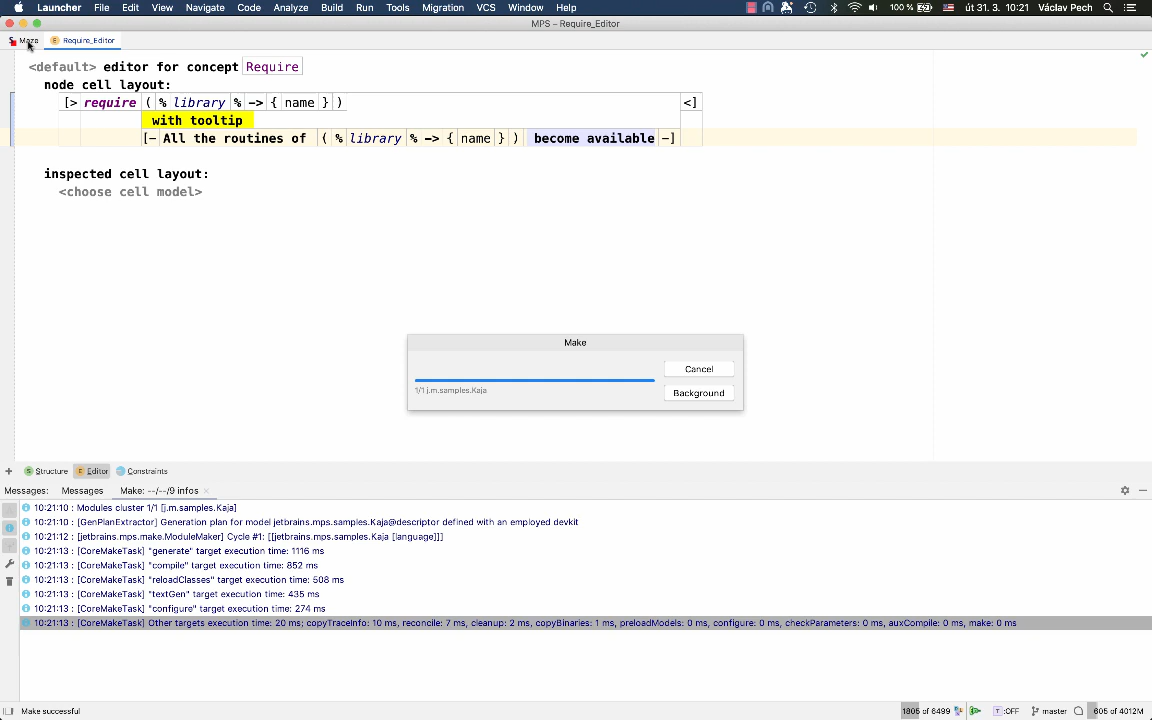 Launcher File Edit View Navigate Code Analyze Build Run Tools Migration VCS Window Help 100 % út 31. 3. 10:21 Václav Pech
MPS – Require_Editor
S Maze E Require_Editor
<default> editor for concept Require
node cell layout:
[> require ( % library % -> { name } ) <]
with tooltip
[- All the routines of ( % library % -> { name } ) become available -]
inspected cell layout:
<choose cell model>
Make
Cancel
1/1 j.m.samples.Kaja
Background
+ S Structure E Editor C Constraints
Messages: Messages Make: --/--/9 infos ×
10:21:10 : Modules cluster 1/1 [j.m.samples.Kaja]
10:21:10 : [GenPlanExtractor] Generation plan for model jetbrains.mps.samples.Kaja@descriptor defined with an employed devkit
10:21:12 : [jetbrains.mps.make.ModuleMaker] Cycle #1: [[jetbrains.mps.samples.Kaja [language]]]
10:21:13 : [CoreMakeTask] "generate" target execution time: 1116 ms
10:21:13 : [CoreMakeTask] "compile" target execution time: 852 ms
10:21:13 : [CoreMakeTask] "reloadClasses" target execution time: 508 ms
10:21:13 : [CoreMakeTask] "textGen" target execution time: 435 ms
10:21:13 : [CoreMakeTask] "configure" target execution time: 274 ms
10:21:13 : [CoreMakeTask] Other targets execution time: 20 ms; copyTraceInfo: 10 ms, reconcile: 7 ms, cleanup: 2 ms, copyBinaries: 1 ms, preloadModels: 0 ms, configure: 0 ms, checkParameters: 0 ms, auxCompile: 0 ms, make: 0 ms
Make successful 1805 of 6499 T :OFF master 605 of 4012M